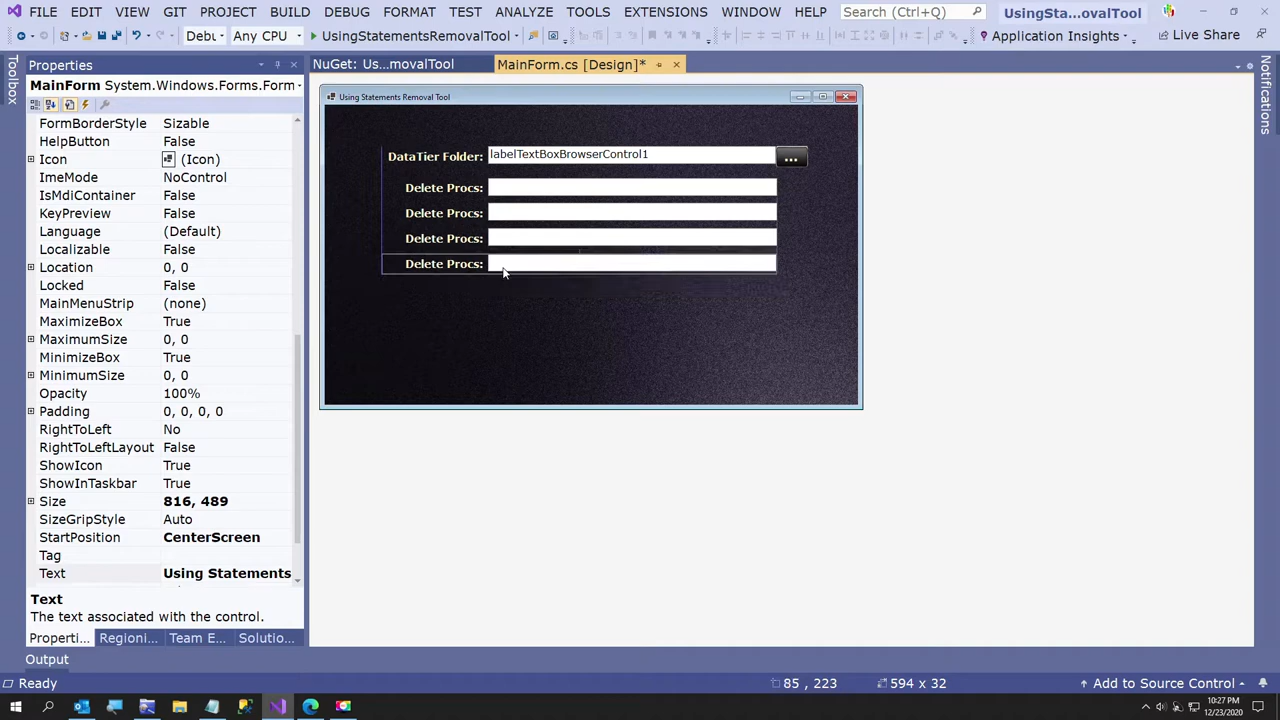 FILE EDIT VIEW GIT PROJECT BUILD DEBUG FORMAT TEST ANALYZE TOOLS EXTENSIONS WINDOW HELP Search (Ctrl+Q) UsingSta...ovalTool
Debu Any CPU UsingStatementsRemovalTool Application Insights Live Share
Toolbox
Properties
NuGet: Us...movalTool MainForm.cs [Design]*
Notifications
MainForm System.Windows.Forms.Form
Using Statements Removal Tool
FormBorderStyle Sizable
HelpButton False
Icon (Icon)
ImeMode NoControl
IsMdiContainer False
KeyPreview False
Language (Default)
Localizable False
Location 0, 0
Locked False
MainMenuStrip (none)
MaximizeBox True
MaximumSize 0, 0
MinimizeBox True
MinimumSize 0, 0
Opacity 100%
Padding 0, 0, 0, 0
RightToLeft No
RightToLeftLayout False
ShowIcon True
ShowInTaskbar True
Size 816, 489
SizeGripStyle Auto
StartPosition CenterScreen
Tag
Text Using Statements
DataTier Folder: labelTextBoxBrowserControl1 ...
Delete Procs:
Delete Procs:
Delete Procs:
Delete Procs:
Text
The text associated with the control.
Properti... Regioni... Team E... Solutio...
Output
Ready 85 , 223 594 x 32 Add to Source Control
10:27 PM
12/23/2020